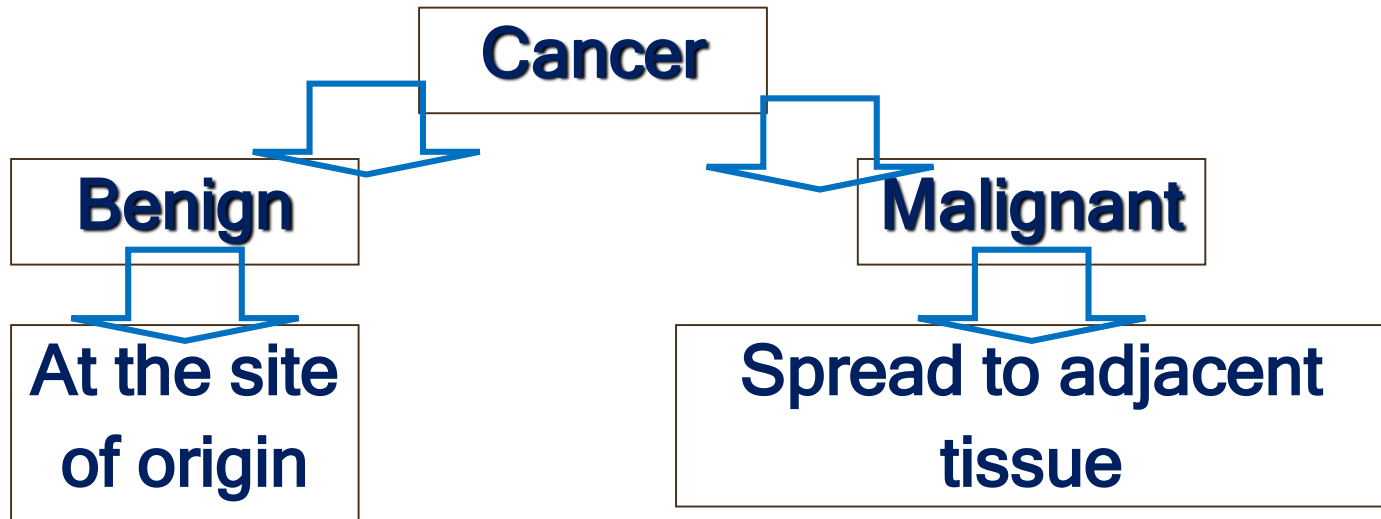 Cancer
Benign
Malignant
At the site
of origin
Spread to adjacent
tissue